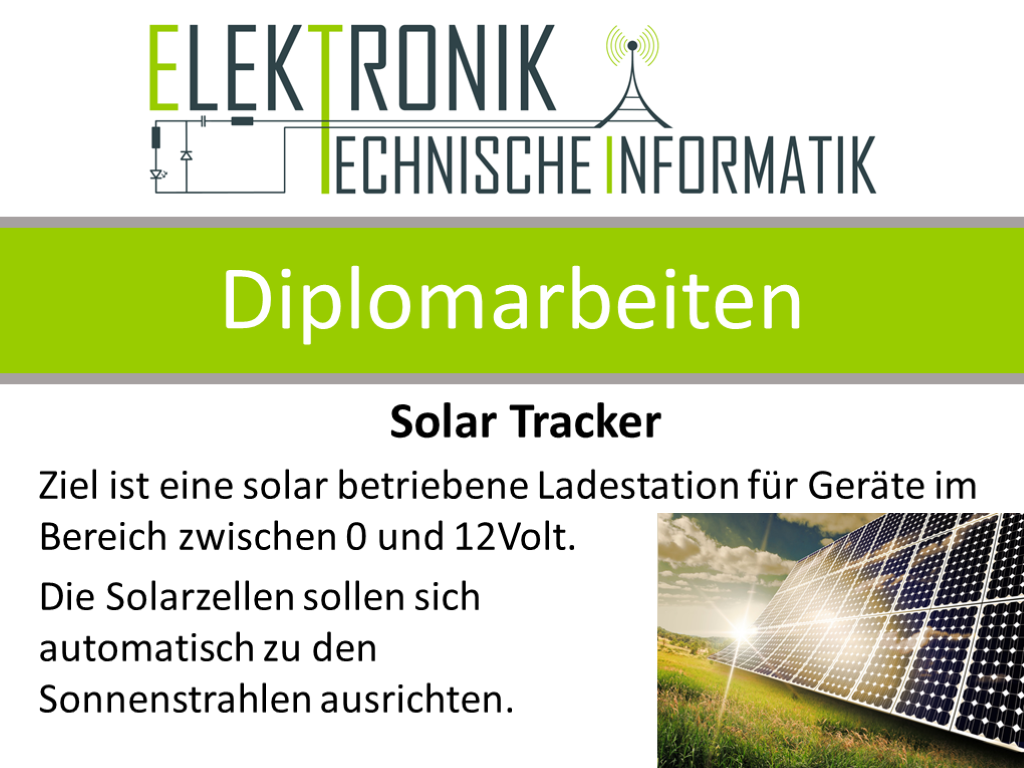 ELEKTRONIK
TECHNISCHE INFORMATIK
Diplomarbeiten
Solar Tracker
Ziel ist eine solar betriebene Ladestation für Geräte im
Bereich zwischen 0 und 12Volt.
Die Solarzellen sollen sich
automatisch zu den
Sonnenstrahlen ausrichten.